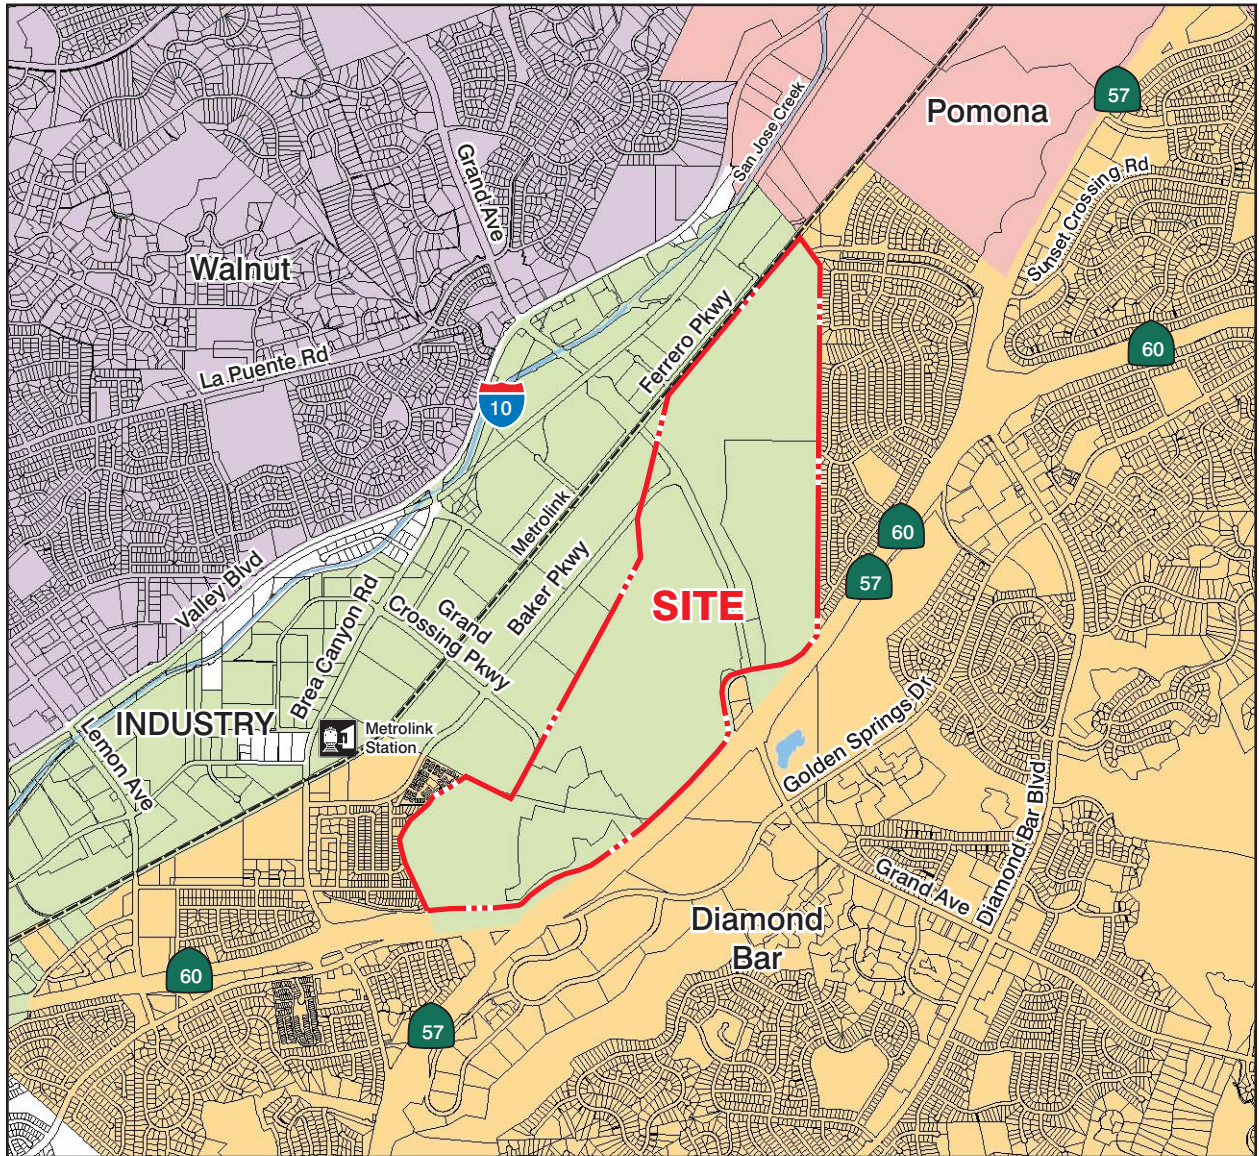 57
Pomona
San Jose Creek
Grand Ave
Sunset Crossing Rd
Walnut
60
Ferrero Pkwy
La Puente Rd
10
Metrolink
60
57
Baker Pkwy
SITE
Valley Blvd
Brea Canyon Rd
Grand
Crossing Pkwy
INDUSTRY
Metrolink
Station
Lemon Ave
Golden Springs Dr
Diamond Bar Blvd
Grand Ave
Diamond
Bar
60
57